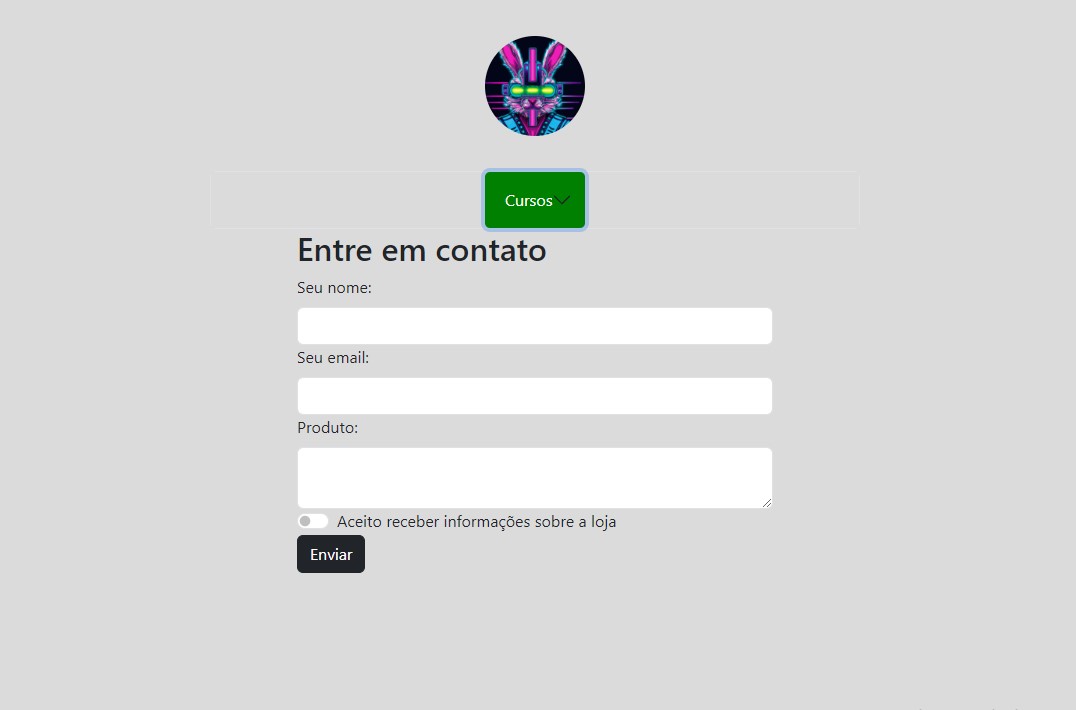 Cursos
Entre em contato
Seu nome:
Seu email:
Produto:
Aceito receber informações sobre a loja
Enviar